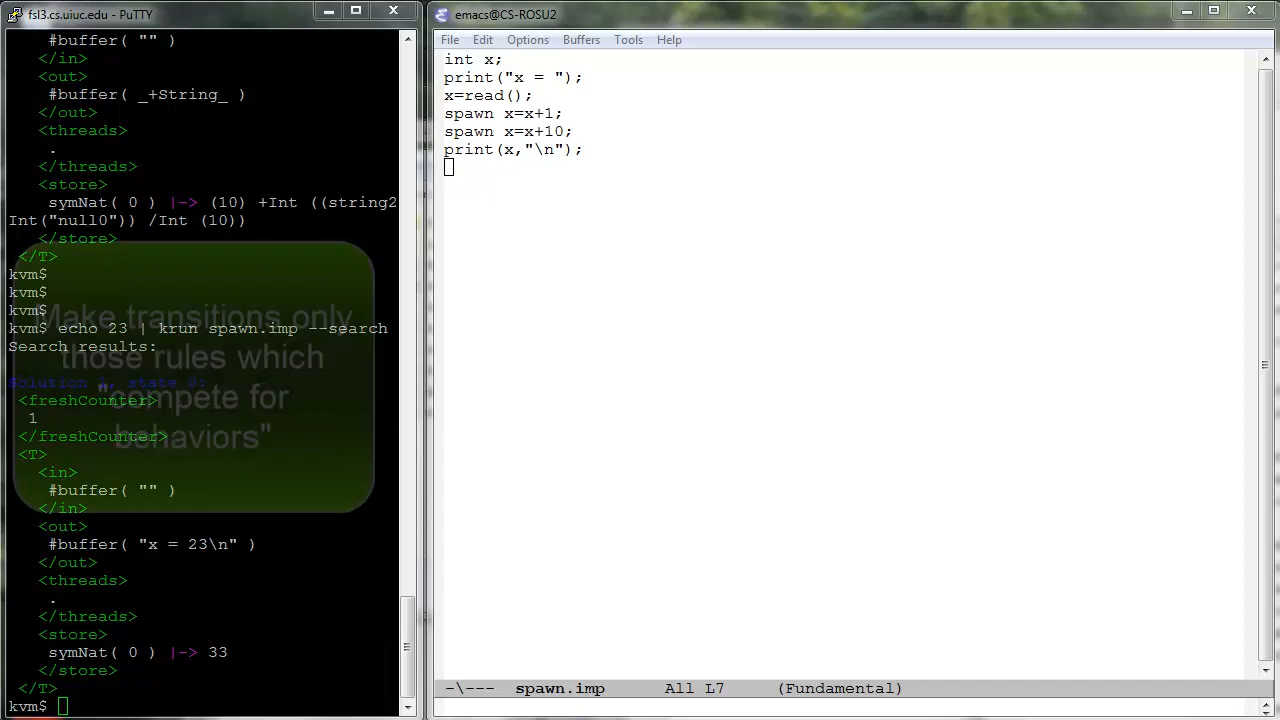 fsl3.cs.uiuc.edu - PuTTY
#buffer( "" )
</in>
<out>
#buffer( _+String_ )
</out>
<threads>
.
</threads>
<store>
symNat( 0 ) |-> (10) +Int ((string2
Int("null0")) /Int (10))
</store>
</T>
kvm$
kvm$
kvm$
kvm$ echo 23 | krun spawn.imp --search
Search results:
Solution 1, state 0:
<freshCounter>
1
</freshCounter>
<T>
<in>
#buffer( "" )
</in>
<out>
#buffer( "x = 23\n" )
</out>
<threads>
.
</threads>
<store>
symNat( 0 ) |-> 33
</store>
</T>
kvm$
Make transitions only
those rules which
"compete for
behaviors"
emacs@CS-ROSU2
File Edit Options Buffers Tools Help
int x;
print("x = ");
x=read();
spawn x=x+1;
spawn x=x+10;
print(x,"\n");
-\--- spawn.imp All L7 (Fundamental)